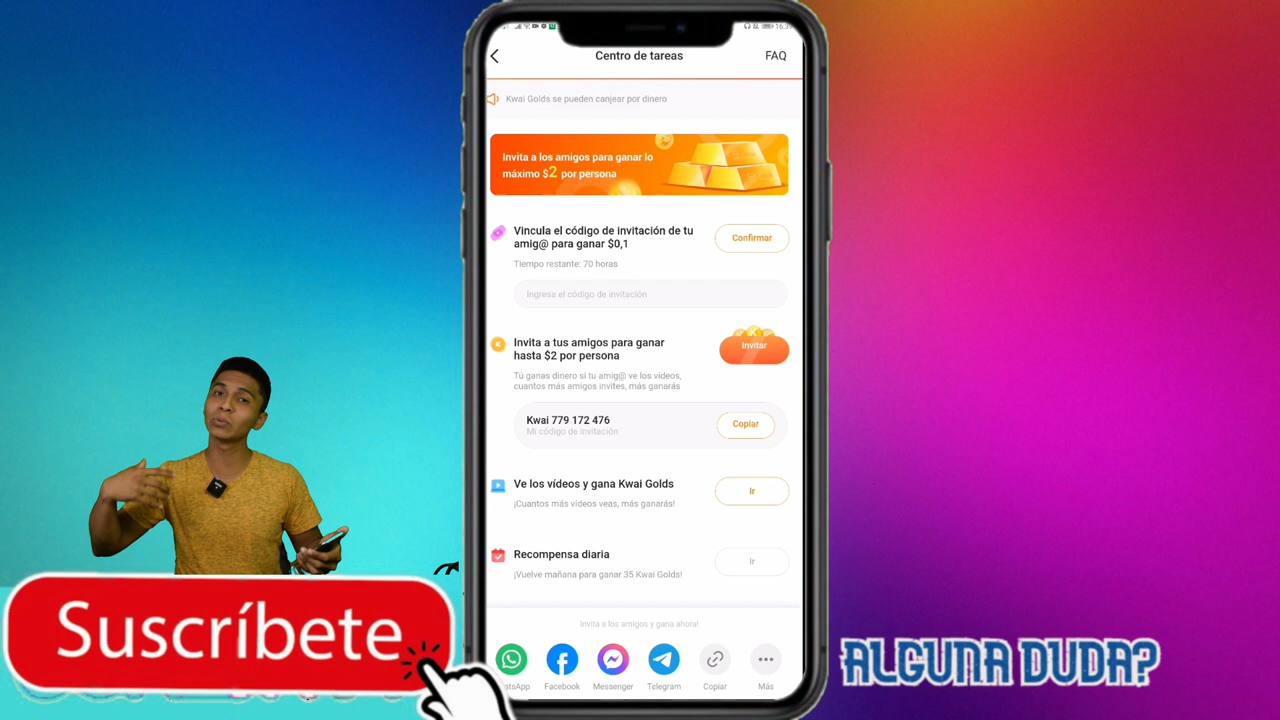 16:39
Centro de tareas
FAQ
Kwai Golds se pueden canjear por dinero
Invita a los amigos para ganar lo
máximo $2 por persona
Vincula el código de invitación de tu
amig@ para ganar $0,1
Confirmar
Tiempo restante: 70 horas
Ingresa el código de invitación
Invita a tus amigos para ganar
hasta $2 por persona
Invitar
Tú ganas dinero si tu amig@ ve los vídeos,
cuantos más amigos invites, más ganarás
Kwai 779 172 476
Mi código de invitación
Copiar
Ve los vídeos y gana Kwai Golds
Ir
¡Cuantos más vídeos veas, más ganarás!
Recompensa diaria
Ir
¡Vuelve mañana para ganar 35 Kwai Golds!
Invita a los amigos y gana ahora!
atsApp
Facebook
Messenger
Telegram
Copiar
Más
Suscríbete
ALGUNA DUDA?